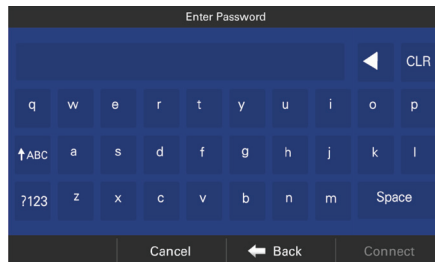 Enter Password
CLR
q w e r t y u i o p
ABC a s d f g h j k l
?123 z x c v b n m Space
Cancel Back Connect